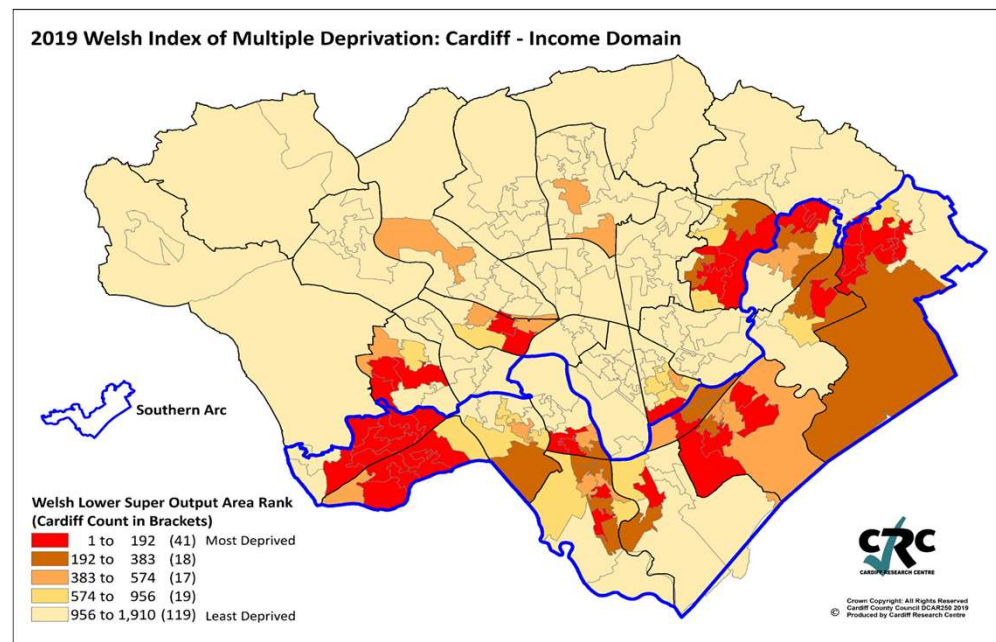 2019 Welsh Index of Multiple Deprivation: Cardiff - Income Domain
Southern Arc
Welsh Lower Super Output Area Rank
(Cardiff Count in Brackets)
1 to 192 (41) Most Deprived
192 to 383 (18)
383 to 574 (17)
574 to 956 (19)
956 to 1,910 (119) Least Deprived
CRC
CARDIFF RESEARCH CENTRE
Crown Copyright: All Rights Reserved
Cardiff County Council DCAR250 2019
© Produced by Cardiff Research Centre